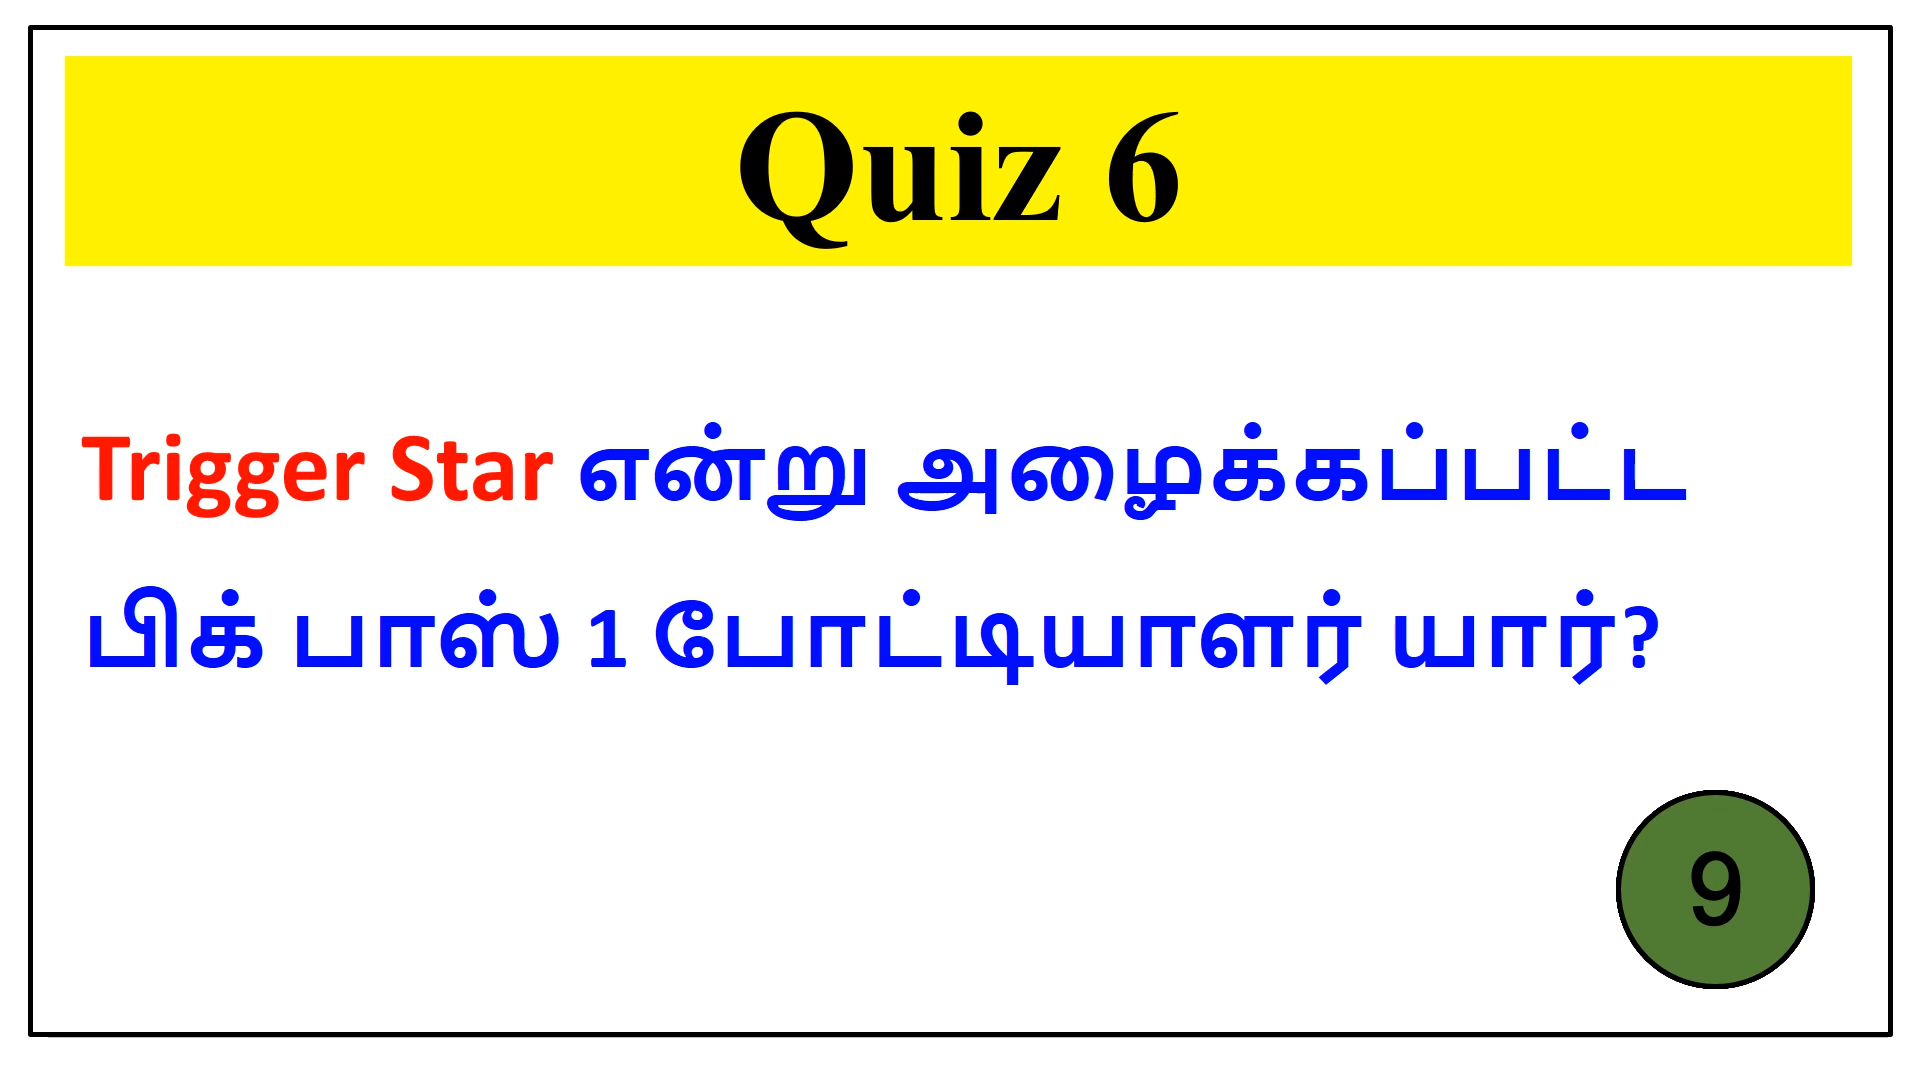 Quiz 6
Trigger Star என்று அழைக்கப்பட்ட
பிக் பாஸ் 1 போட்டியாளர் யார்?
9